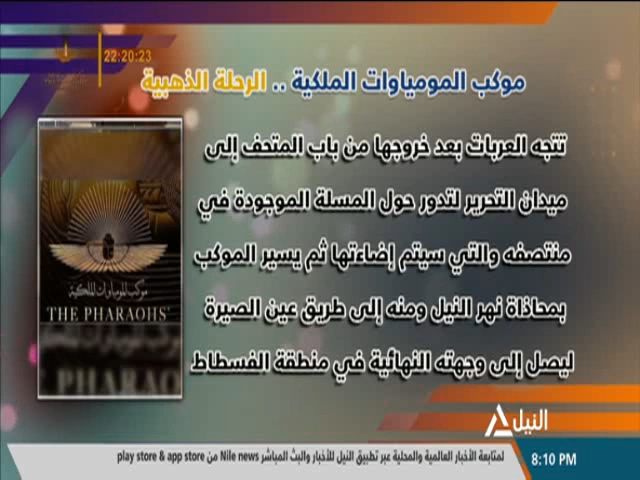 22:20:23
موكب المومياوات الملكية .. الرحلة الذهبية
تتجه العربات بعد خروجها من باب المتحف إلى
ميدان التحرير لتدور حول المسلة الموجودة في
منتصفه والتي سيتم إضاءتها ثم يسير الموكب
بمحاذاة نهر النيل ومنه إلى طريق عين الصيرة
ليصل إلى وجهته النهائية في منطقة الفسطاط
موكب المومياوات الملكية
THE PHARAOHS'
THE PHARAO
النيل
لمتابعة الأخبار العالمية والمحلية عبر تطبيق النيل للأخبار والبث المباشر Nile news من play store & app store
8:10 PM